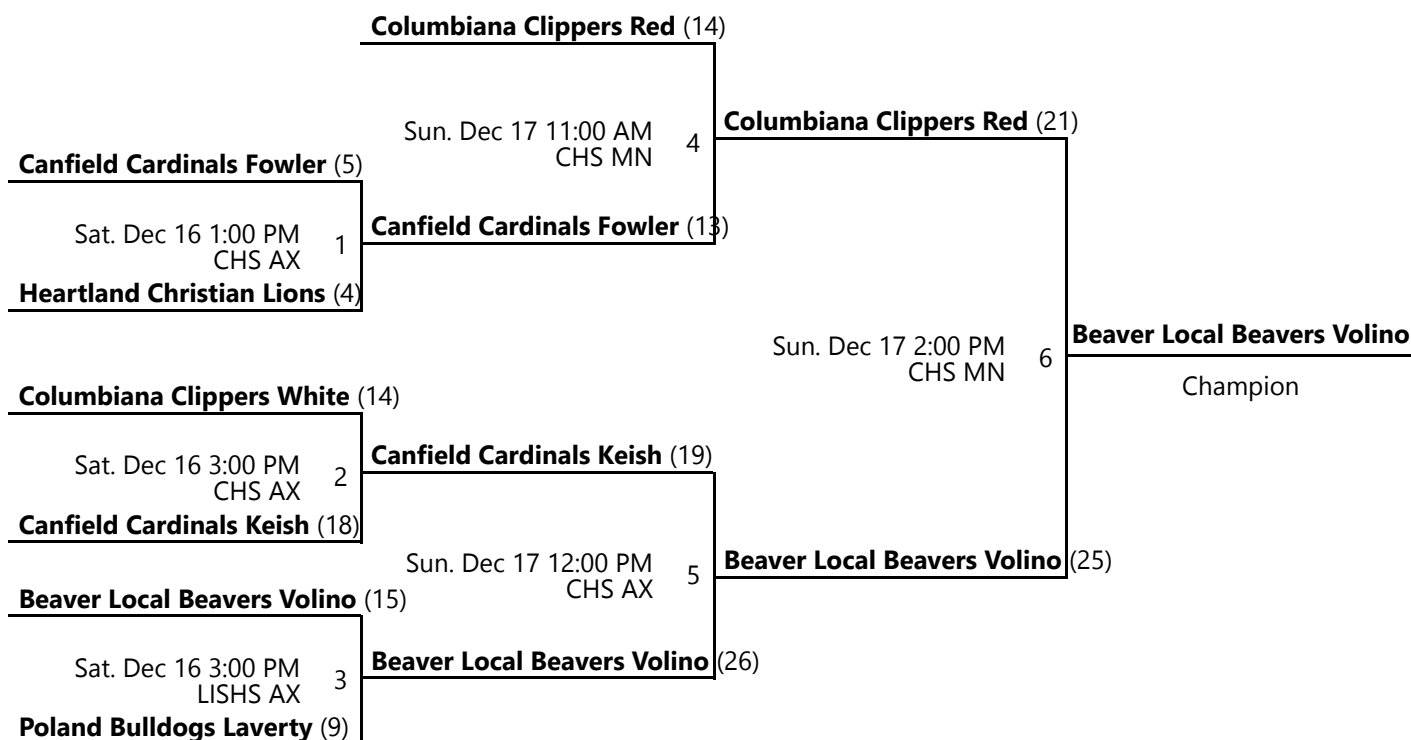 Columbiana Clippers Red (14)
Sun. Dec 17 11:00 AM
CHS MN
4
Columbiana Clippers Red (21)
Canfield Cardinals Fowler (5)
Sat. Dec 16 1:00 PM
CHS AX
1
Canfield Cardinals Fowler (13)
Heartland Christian Lions (4)
Sun. Dec 17 2:00 PM
CHS MN
6
Beaver Local Beavers Volino
Champion
Columbiana Clippers White (14)
Sat. Dec 16 3:00 PM
CHS AX
2
Canfield Cardinals Keish (19)
Canfield Cardinals Keish (18)
Sun. Dec 17 12:00 PM
CHS AX
5
Beaver Local Beavers Volino (25)
Beaver Local Beavers Volino (15)
Sat. Dec 16 3:00 PM
LISHS AX
3
Beaver Local Beavers Volino (26)
Poland Bulldogs Laverty (9)